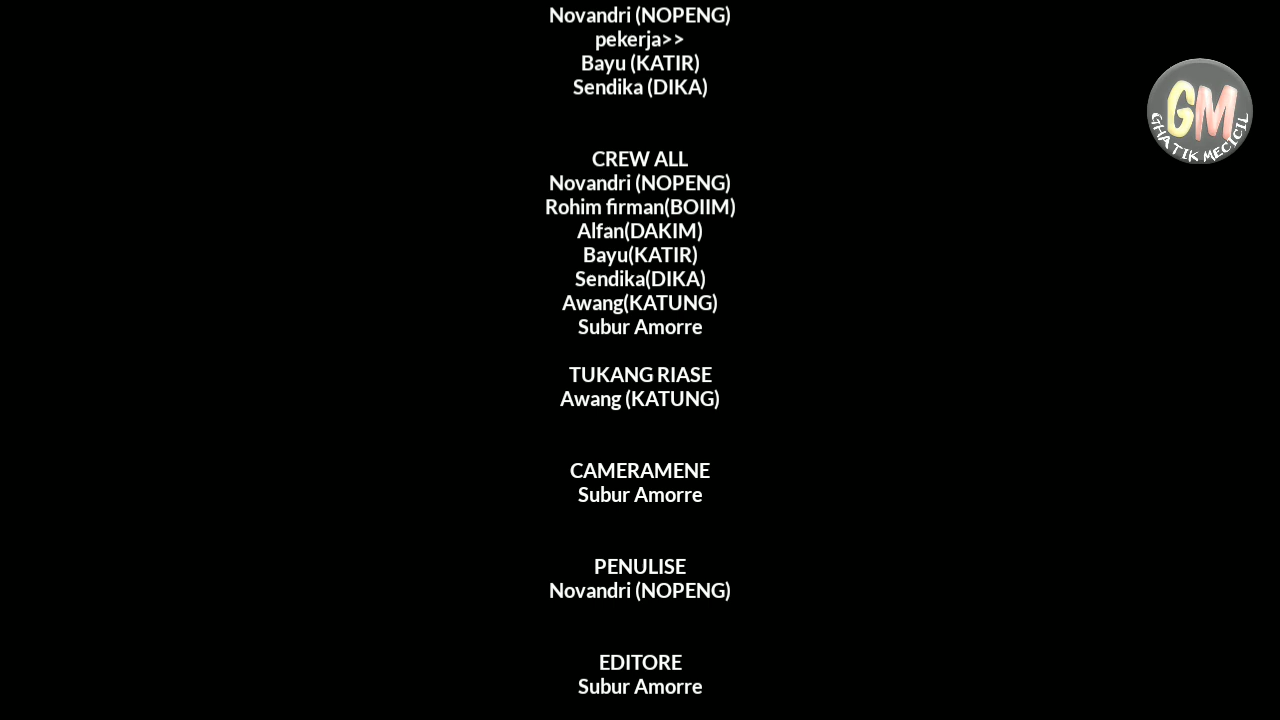 Novandri (NOPENG)
pekerja>>
Bayu (KATIR)
Sendika (DIKA)
CREW ALL
Novandri (NOPENG)
Rohim firman(BOIIM)
Alfan(DAKIM)
Bayu(KATIR)
Sendika(DIKA)
Awang(KATUNG)
Subur Amorre
TUKANG RIASE
Awang (KATUNG)
CAMERAMENE
Subur Amorre
PENULISE
Novandri (NOPENG)
EDITORE
Subur Amorre
GM
GHATIK MECICIL